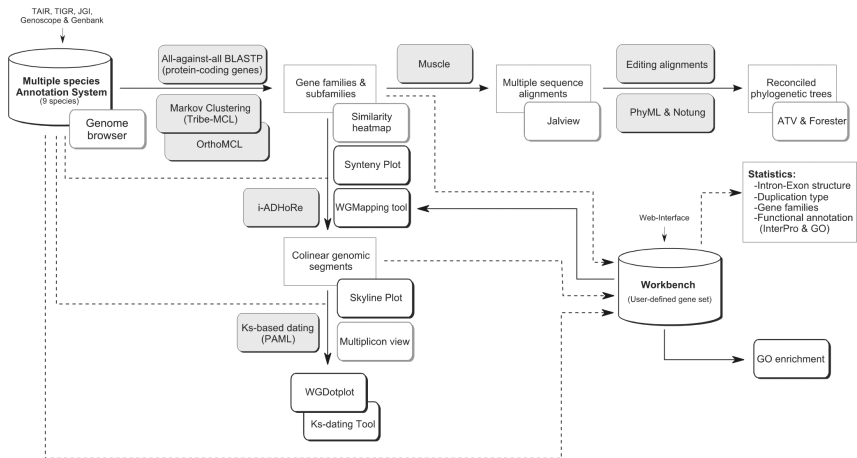 TAIR, TIGR, JGI,
Genoscope & Genbank
Multiple species
Annotation System
(9 species)
Genome
browser
All-against-all BLASTP
(protein-coding genes)
Markov Clustering
(Tribe-MCL)
OrthoMCL
Gene families &
subfamilies
Similarity
heatmap
Synteny Plot
WGMapping tool
i-ADHoRe
Muscle
Multiple sequence
alignments
Jalview
Editing alignments
PhyML & Notung
Reconciled
phylogenetic trees
ATV & Forester
Statistics:
-Intron-Exon structure
-Duplication type
-Gene families
-Functional annotation
(InterPro & GO)
Web-Interface
Workbench
(User-defined gene set)
GO enrichment
Colinear genomic
segments
Skyline Plot
Multiplicon view
Ks-based dating
(PAML)
WGDotplot
Ks-dating Tool